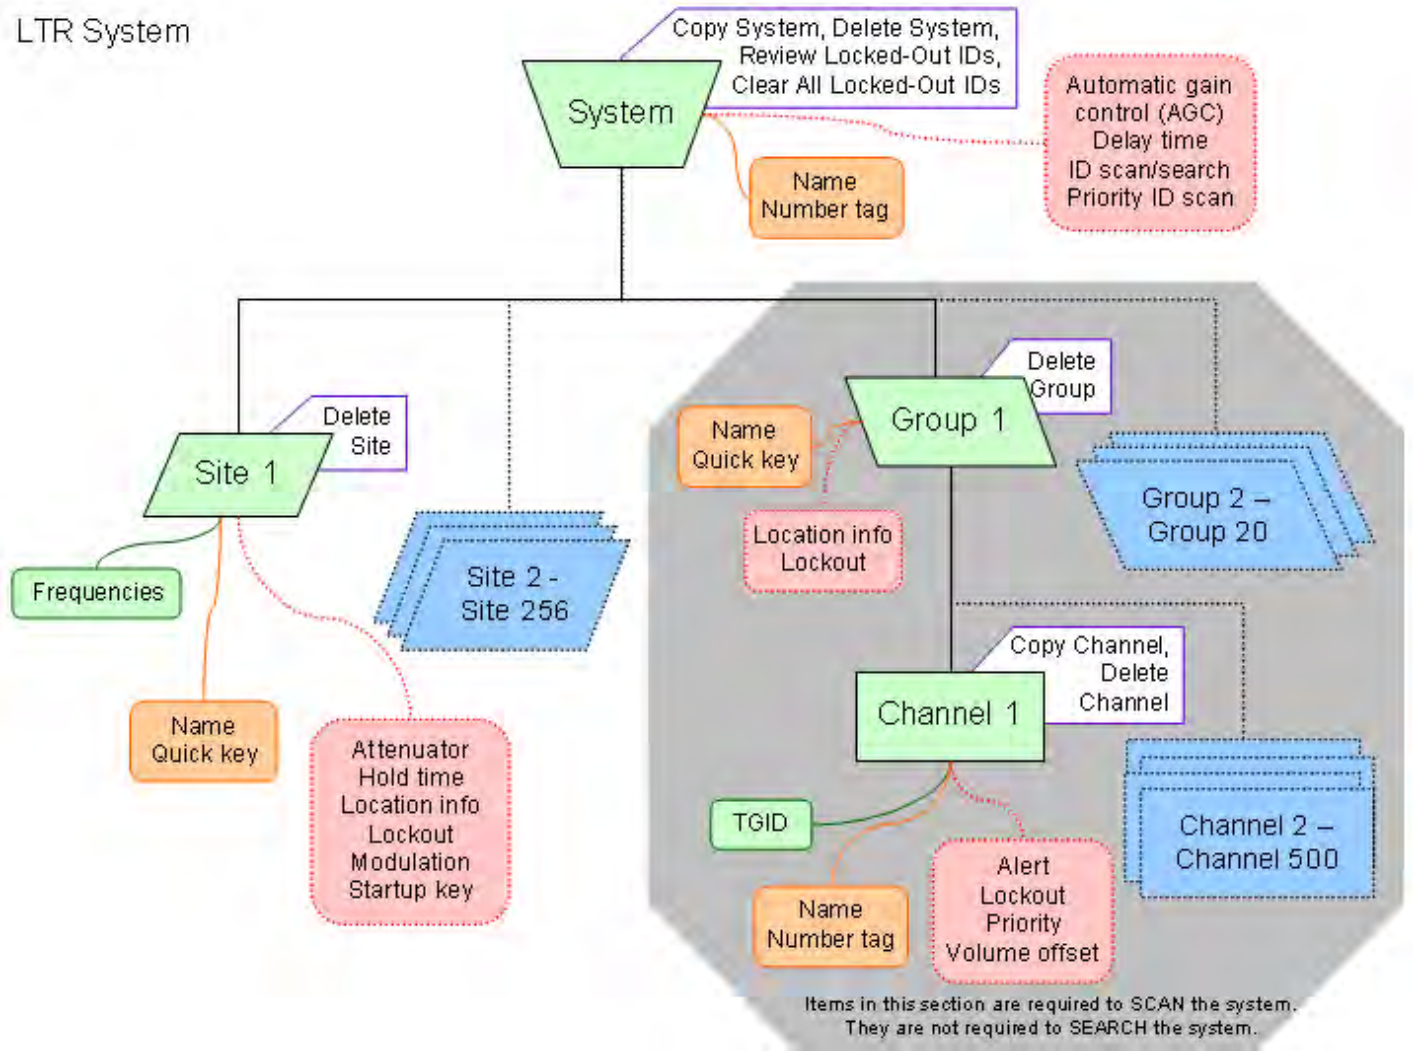 LTR System
Copy System, Delete System,
Review Locked-Out IDs,
Clear All Locked-Out IDs
System
Automatic gain
control (AGC)
Delay time
ID scan/search
Priority ID scan
Name
Number tag
Delete
Site
Site 1
Frequencies
Name
Quick key
Attenuator
Hold time
Location info
Lockout
Modulation
Startup key
Site 2 -
Site 256
Delete
Group
Group 1
Name
Quick key
Location info
Lockout
Group 2 –
Group 20
Copy Channel,
Delete
Channel
Channel 1
TGID
Name
Number tag
Alert
Lockout
Priority
Volume offset
Channel 2 –
Channel 500
Items in this section are required to SCAN the system.
They are not required to SEARCH the system.